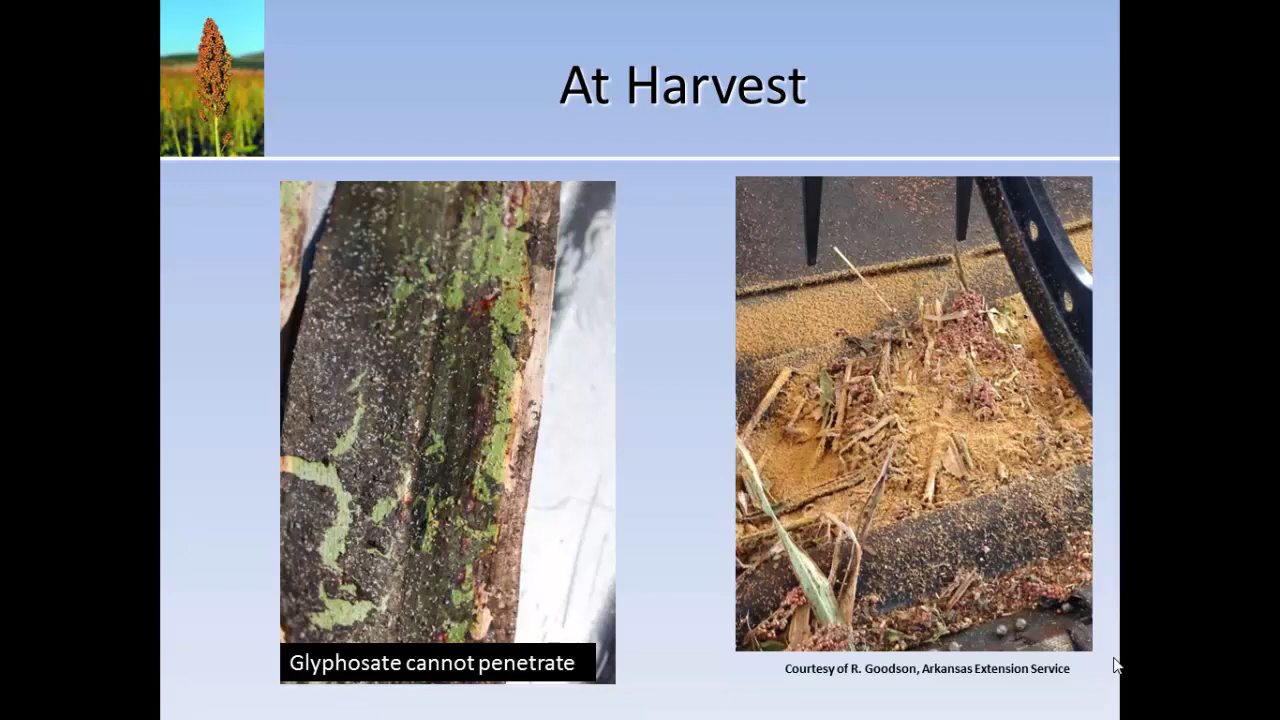 At Harvest
Glyphosate cannot penetrate
Courtesy of R. Goodson, Arkansas Extension Service